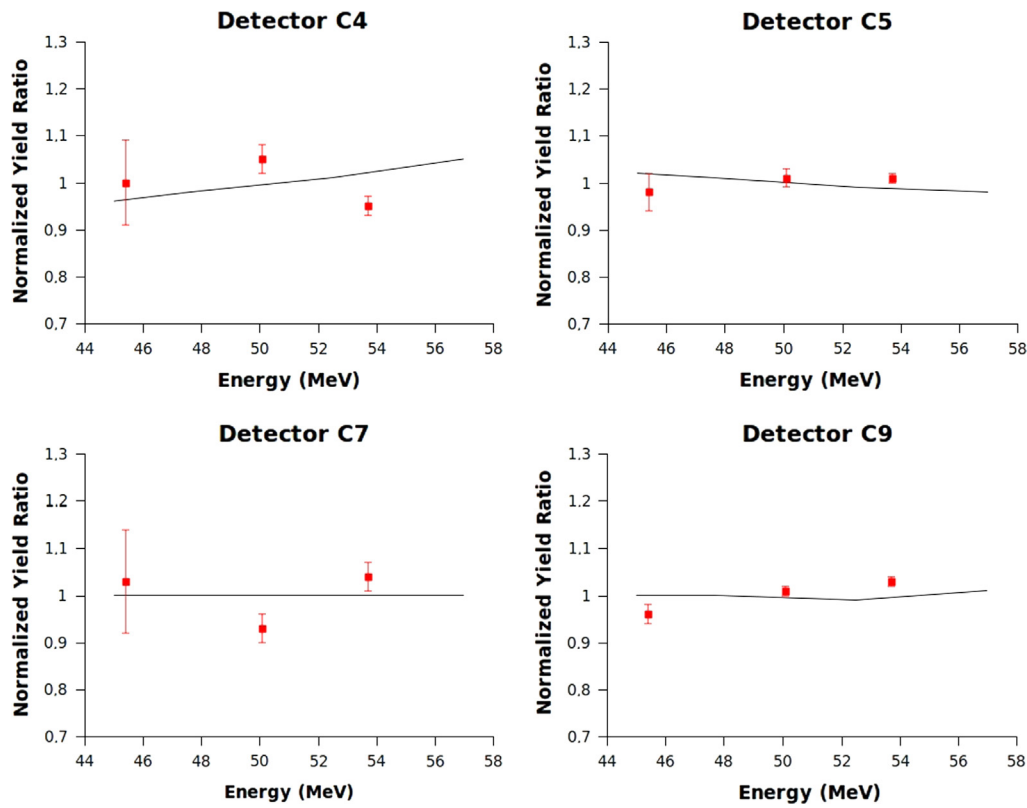 Detector C4
Normalized Yield Ratio
1,3
1,2
1,1
1
0,9
0,8
0,7
44 46 48 50 52 54 56 58
Energy (MeV)
Detector C5
Normalized Yield Ratio
1,3
1,2
1,1
1
0,9
0,8
0,7
44 46 48 50 52 54 56 58
Energy (MeV)
Detector C7
Normalized Yield Ratio
1.3
1.2
1.1
1
0.9
0.8
0.7
44 46 48 50 52 54 56 58
Energy (MeV)
Detector C9
Normalized Yield Ratio
1.3
1.2
1.1
1
0.9
0.8
0.7
44 46 48 50 52 54 56 58
Energy (MeV)